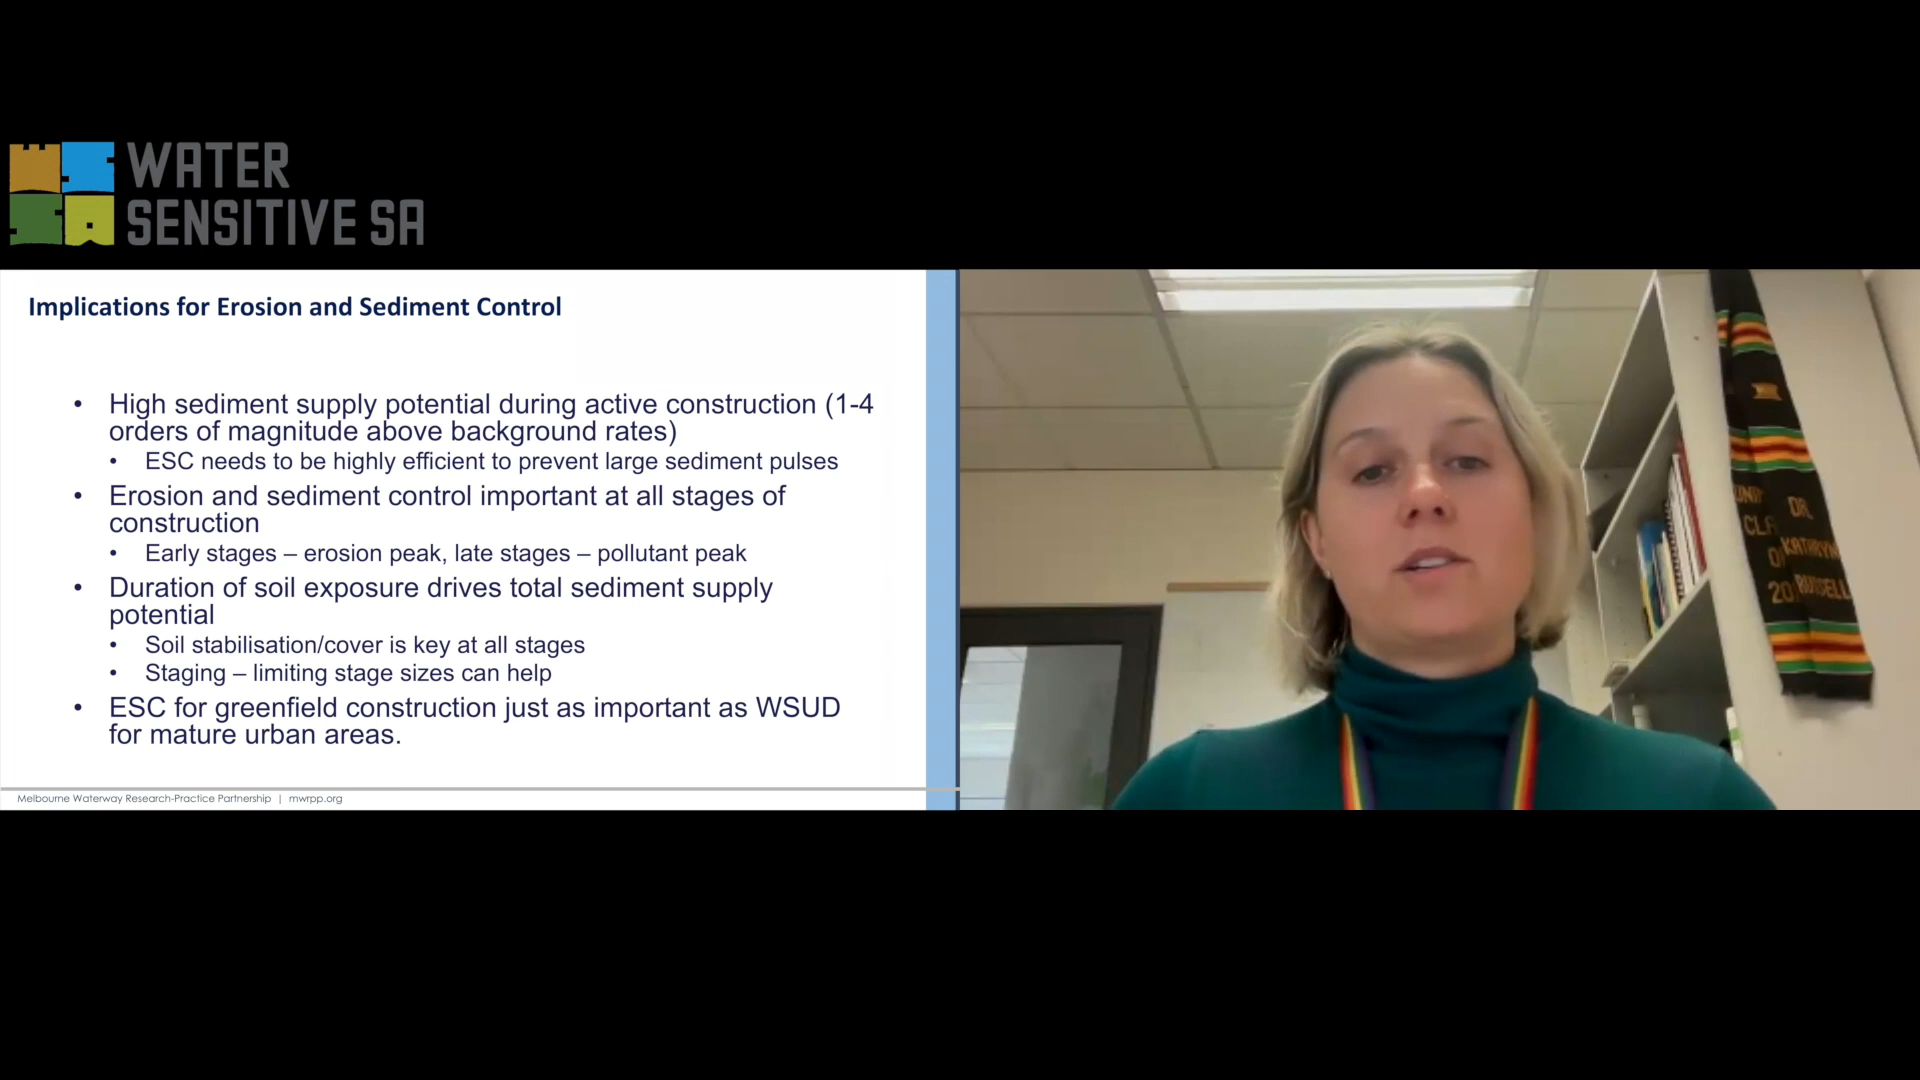 WATER
SENSITIVE SA
Implications for Erosion and Sediment Control
• High sediment supply potential during active construction (1-4
orders of magnitude above background rates)
• ESC needs to be highly efficient to prevent large sediment pulses
• Erosion and sediment control important at all stages of
construction
• Early stages – erosion peak, late stages – pollutant peak
• Duration of soil exposure drives total sediment supply
potential
• Soil stabilisation/cover is key at all stages
• Staging – limiting stage sizes can help
• ESC for greenfield construction just as important as WSUD
for mature urban areas.
Melbourne Waterway Research-Practice Partnership | mwrpp.org
DR.
KATHRYN
RUSSELL